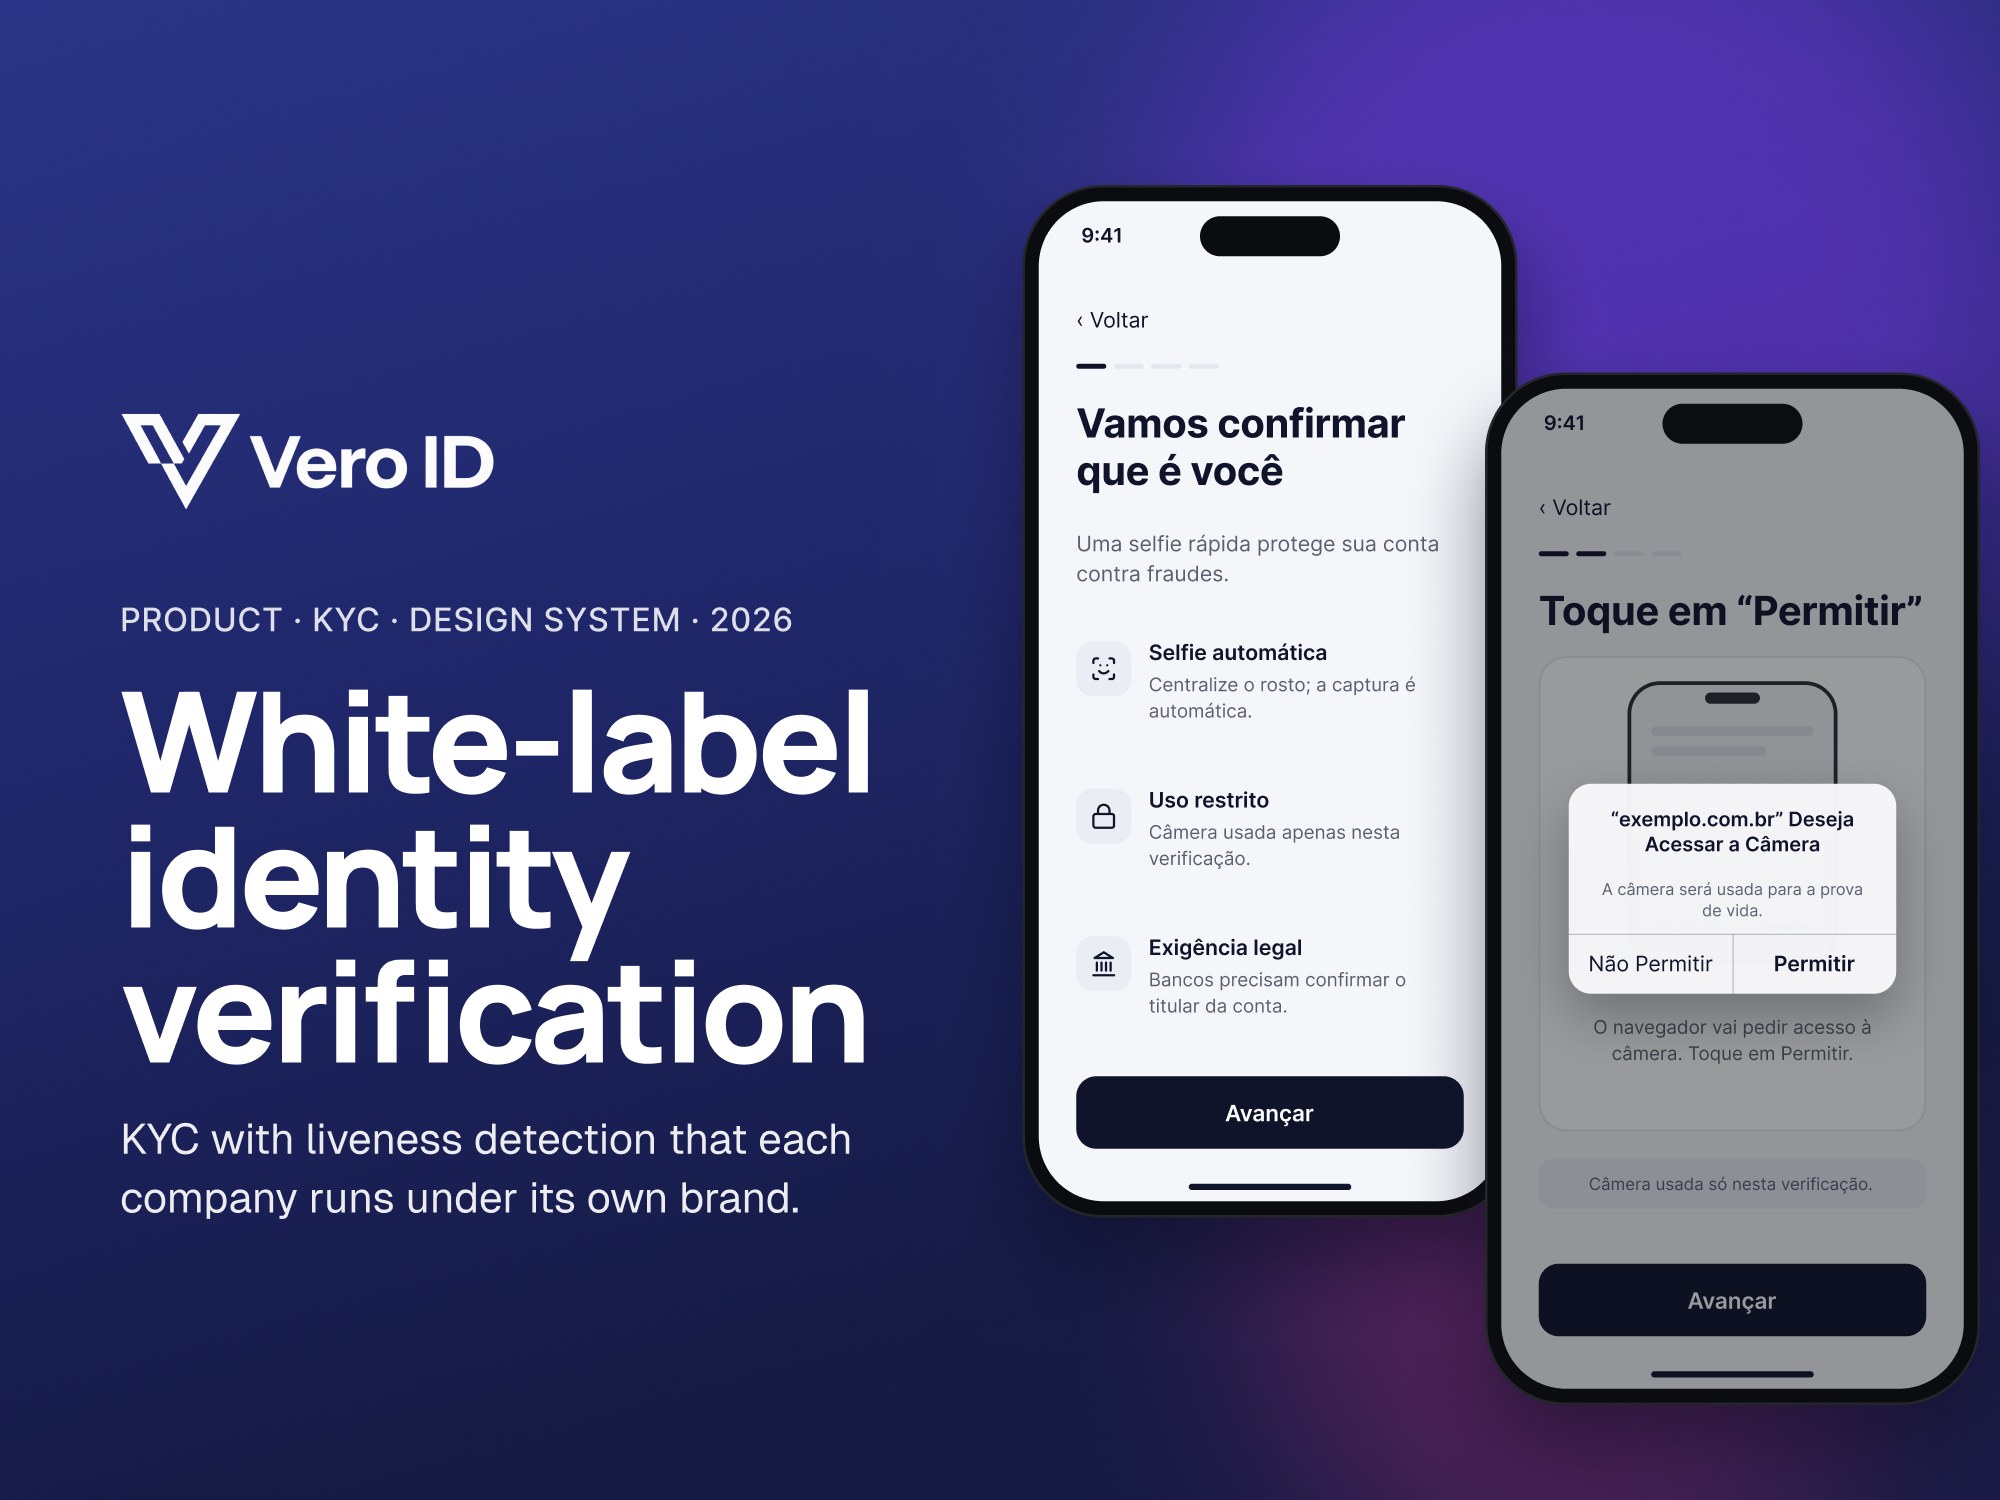 Vero ID
PRODUCT · KYC · DESIGN SYSTEM · 2026
White-label
identity
verification
KYC with liveness detection that each
company runs under its own brand.
9:41
‹ Voltar
Vamos confirmar
que é você
Uma selfie rápida protege sua conta
contra fraudes.
Selfie automática
Centralize o rosto; a captura é
automática.
Uso restrito
Câmera usada apenas nesta
verificação.
Exigência legal
Bancos precisam confirmar o
titular da conta.
Avançar
9:41
‹ Voltar
Toque em “Permitir”
“exemplo.com.br” Deseja
Acessar a Câmera
A câmera será usada para a prova
de vida.
Não Permitir
Permitir
O navegador vai pedir acesso à
câmera. Toque em Permitir.
Câmera usada só nesta verificação.
Avançar